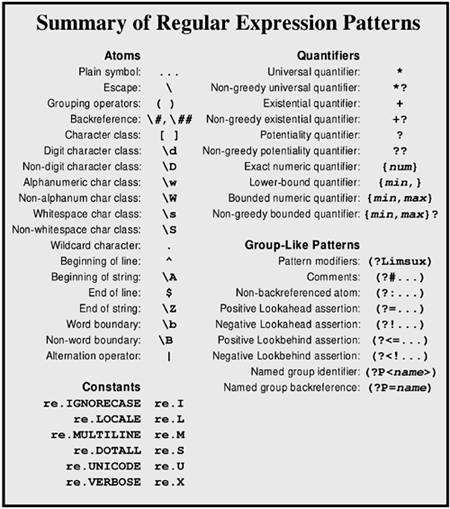 Summary of Regular Expression Patterns
Atoms
Plain symbol: ...
Escape: \
Grouping operators: ( )
Backreference: \#, \##
Character class: [ ]
Digit character class: \d
Non-digit character class: \D
Alphanumeric char class: \w
Non-alphanum char class: \W
Whitespace char class: \s
Non-whitespace char class: \S
Wildcard character: .
Beginning of line: ^
Beginning of string: \A
End of line: $
End of string: \Z
Word boundary: \b
Non-word boundary: \B
Alternation operator: |
Constants
re.IGNORECASE re.I
re.LOCALE re.L
re.MULTILINE re.M
re.DOTALL re.S
re.UNICODE re.U
re.VERBOSE re.X
Quantifiers
Universal quantifier: *
Non-greedy universal quantifier: *?
Existential quantifier: +
Non-greedy existential quantifier: +?
Potentiality quantifier: ?
Non-greedy potentiality quantifier: ??
Exact numeric quantifier: {num}
Lower-bound quantifier: {min,}
Bounded numeric quantifier: {min,max}
Non-greedy bounded quantifier: {min,max}?
Group-Like Patterns
Pattern modifiers: (?Limsux)
Comments: (?#...)
Non-backreferenced atom: (?:...)
Positive Lookahead assertion: (?=...)
Negative Lookahead assertion: (?!...)
Positive Lookbehind assertion: (?<=...)
Negative Lookbehind assertion: (?<!...)
Named group identifier: (?P<name>)
Named group backreference: (?P=name)